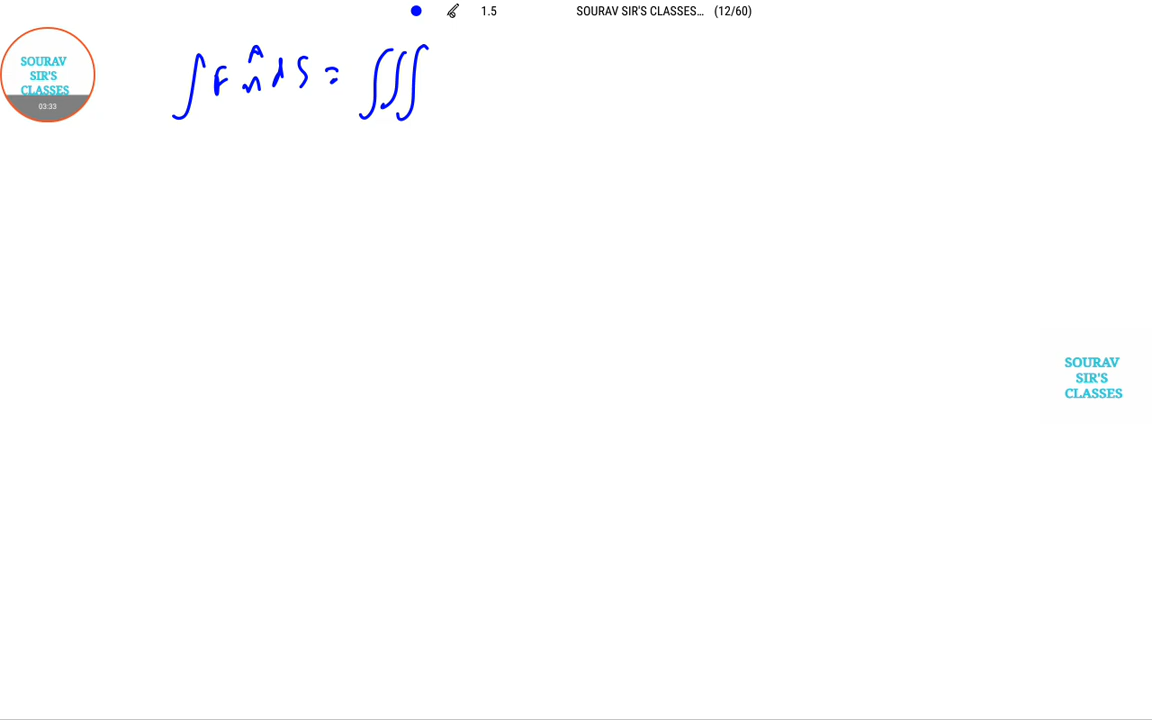 1.5 SOURAV SIR'S CLASSES... (12/60)
SOURAV
SIR'S
CLASSES
03:33
∫ F n̂ dS = ∭
SOURAV
SIR'S
CLASSES